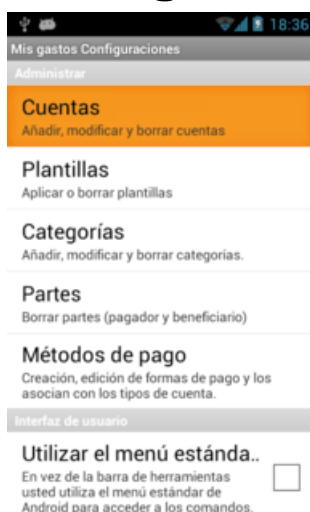 18:36
Mis gastos Configuraciones
Administrar
Cuentas
Añadir, modificar y borrar cuentas
Plantillas
Aplicar o borrar plantillas
Categorías
Añadir, modificar y borrar categorías.
Partes
Borrar partes (pagador y beneficiario)
Métodos de pago
Creación, edición de formas de pago y los
asocian con los tipos de cuenta.
Interfaz de usuario
Utilizar el menú estánda..
En vez de la barra de herramientas
usted utiliza el menú estándar de
Android para acceder a los comandos.